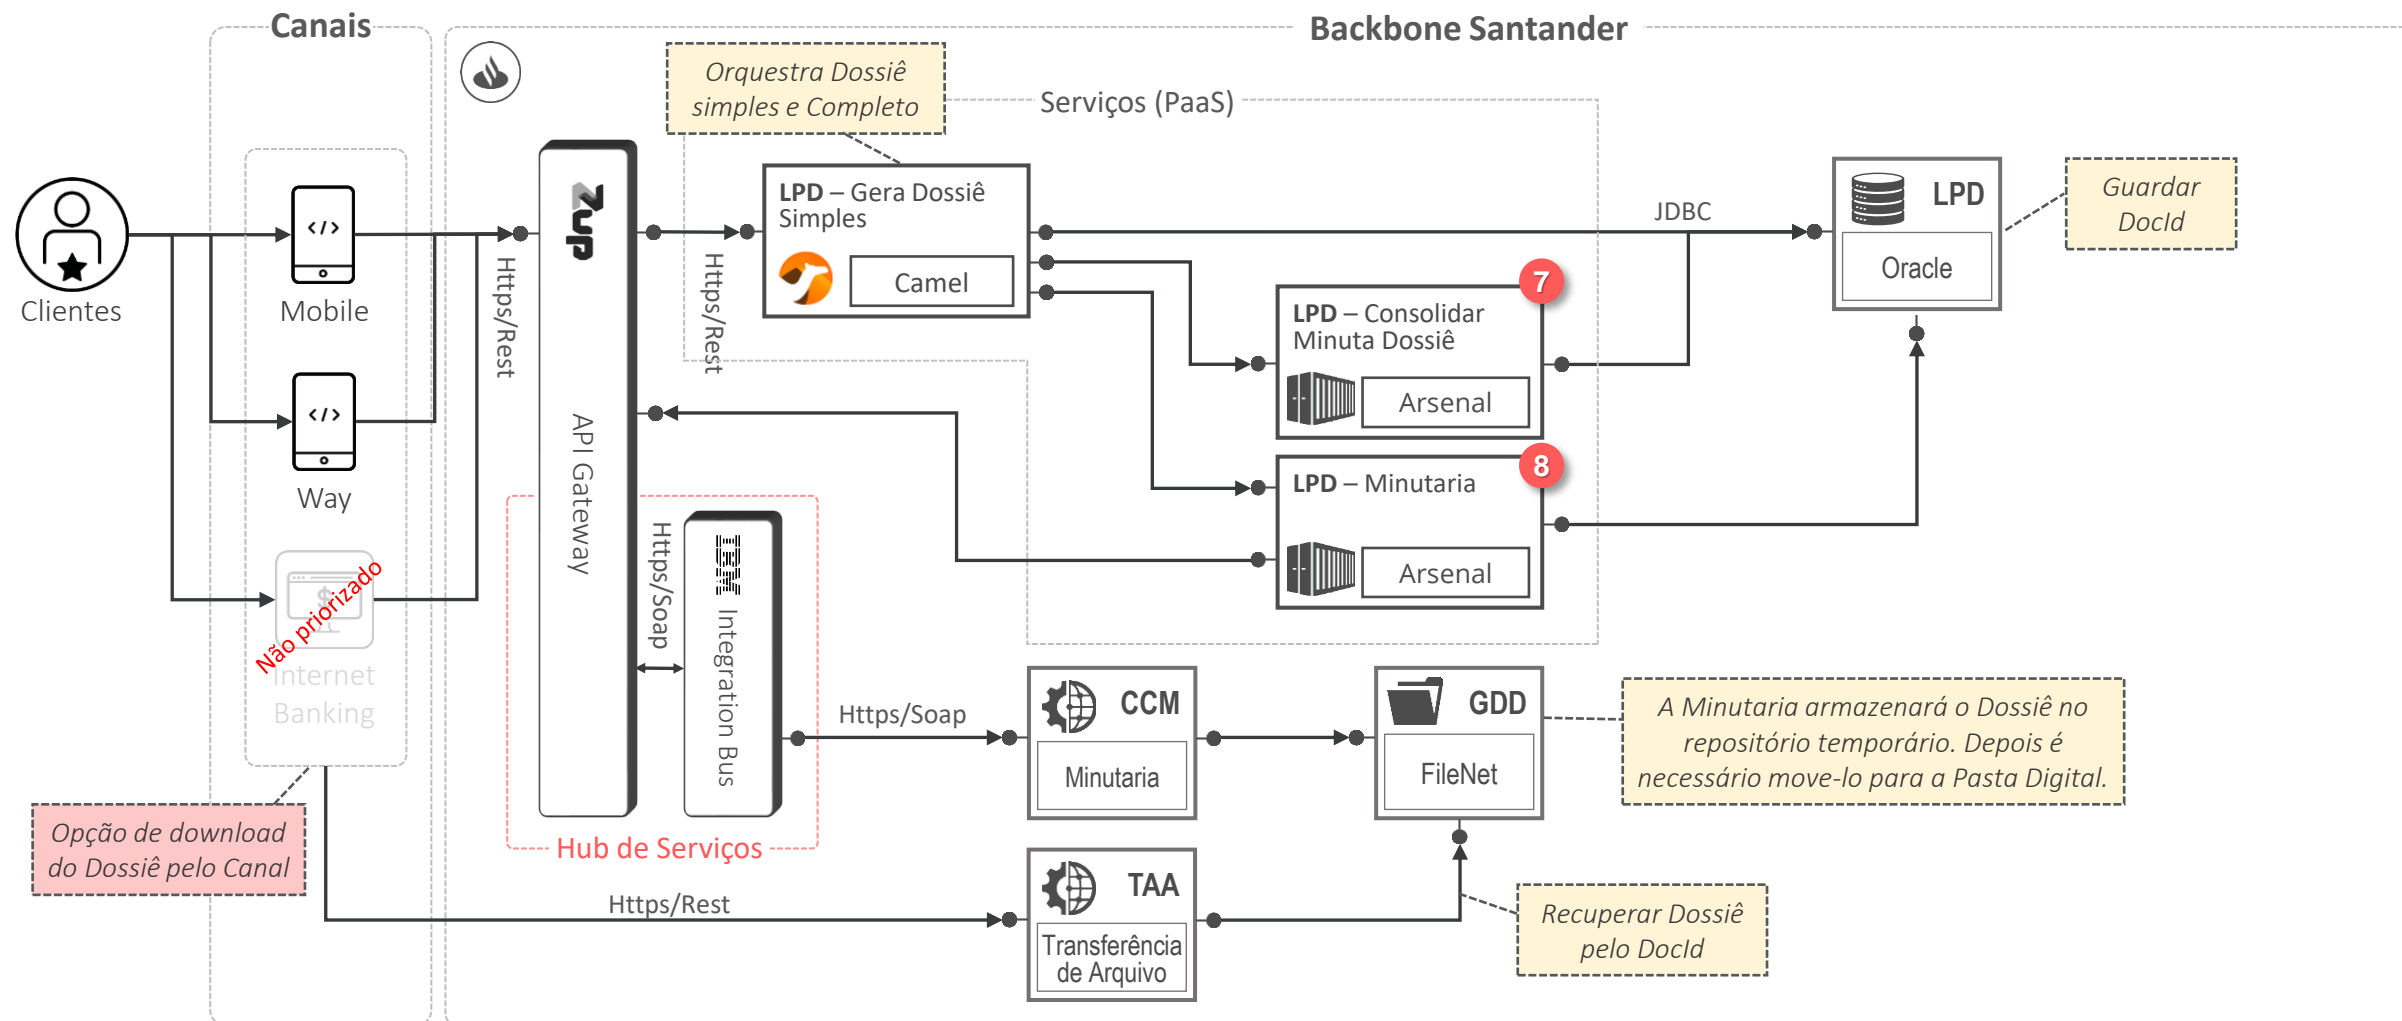 Canais
Backbone Santander
Orquestra Dossiê
simples e Completo
Serviços (PaaS)
Clientes
</>
Mobile
</>
Way
$
Não priorizado
Internet
Banking
Opção de download
do Dossiê pelo Canal
Https/Rest
zup
API Gateway
Https/Rest
LPD – Gera Dossiê
Simples
Camel
JDBC
LPD
Oracle
Guardar
DocId
7
LPD – Consolidar
Minuta Dossiê
Arsenal
8
LPD – Minutaria
Arsenal
Https/Soap
IBM
Integration Bus
Hub de Serviços
Https/Soap
CCM
Minutaria
GDD
FileNet
A Minutaria armazenará o Dossiê no
repositório temporário. Depois é
necessário move-lo para a Pasta Digital.
Https/Rest
TAA
Transferência
de Arquivo
Recuperar Dossiê
pelo DocId